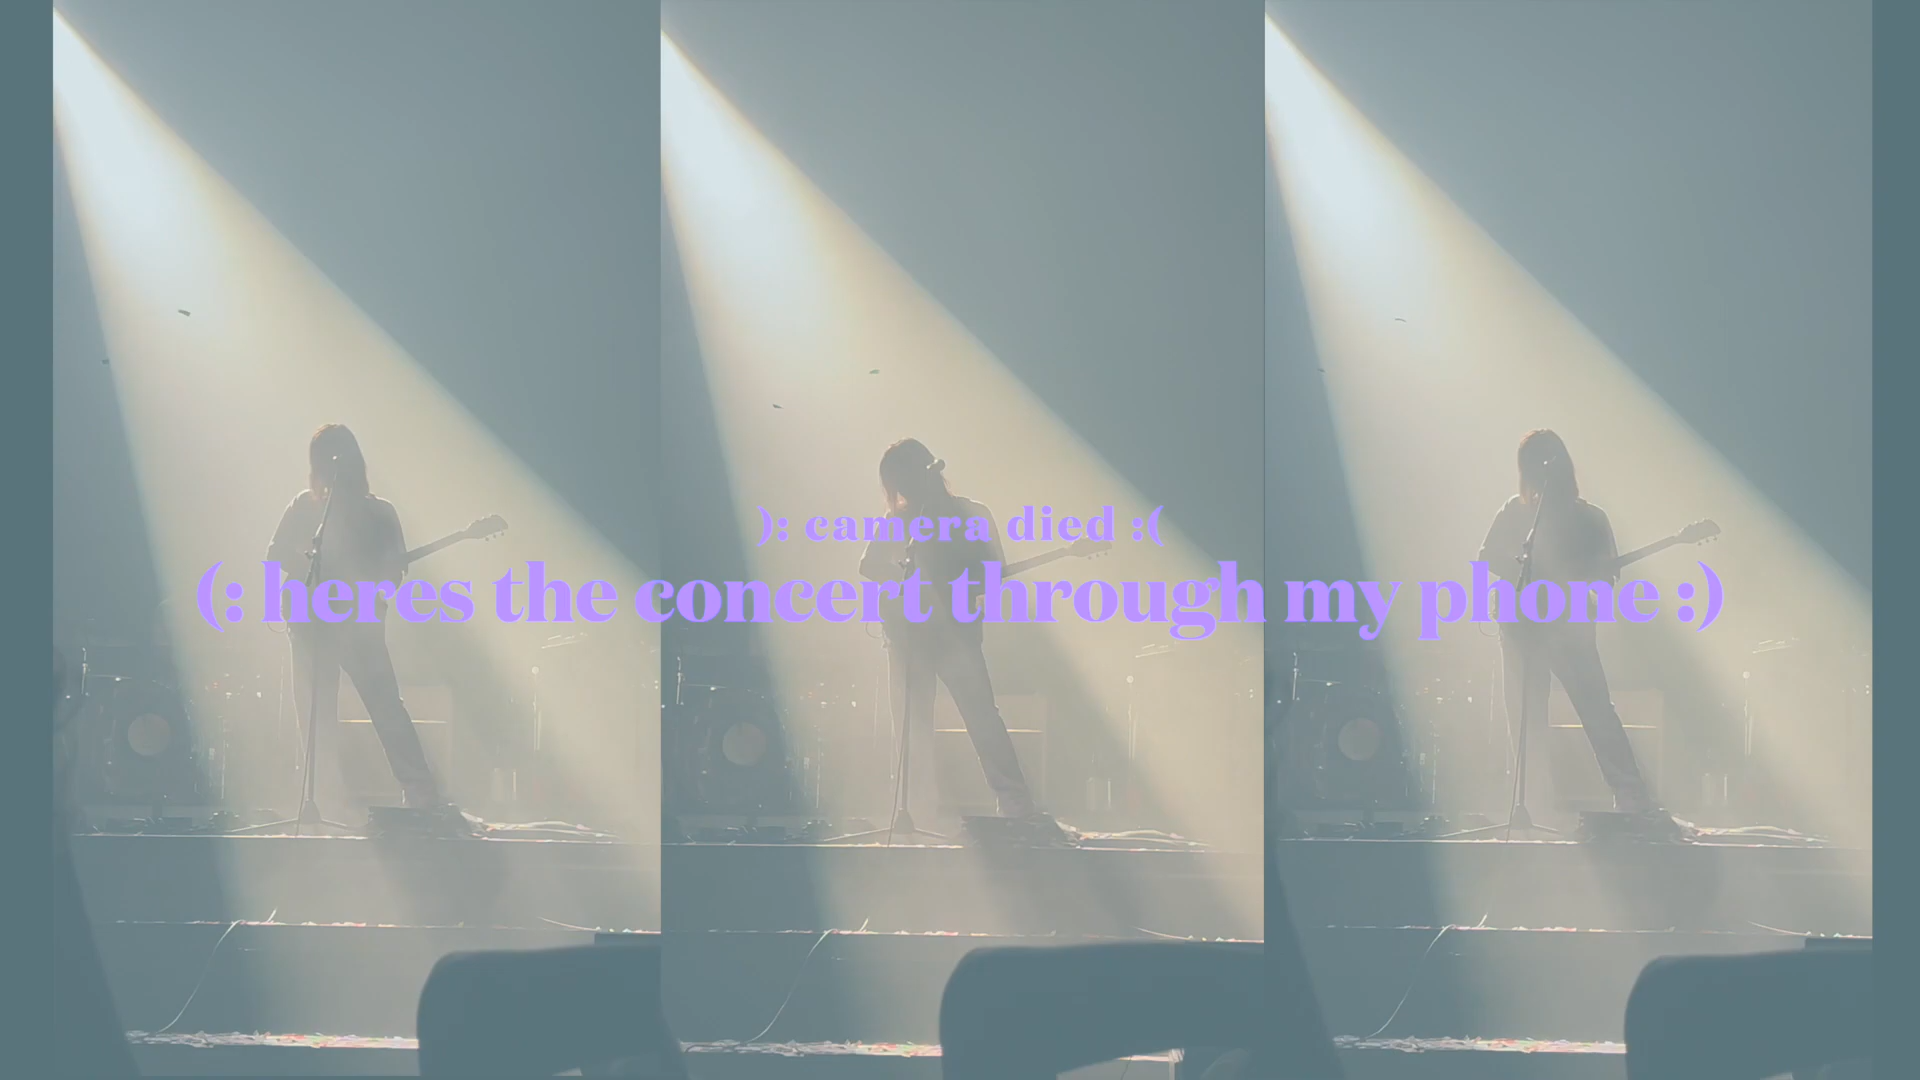 ): camera died :(
(: heres the concert through my phone :)